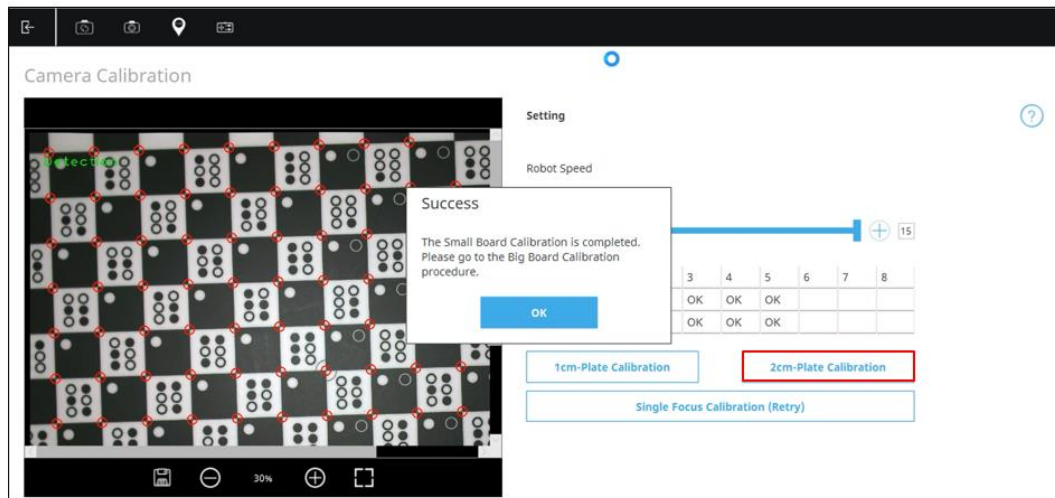 Camera Calibration
Setting
?
Detection
Robot Speed
Success
The Small Board Calibration is completed.
Please go to the Big Board Calibration
procedure.
OK
15
3 4 5 6 7 8
OK OK OK
OK OK OK
1cm-Plate Calibration
2cm-Plate Calibration
Single Focus Calibration (Retry)
30%